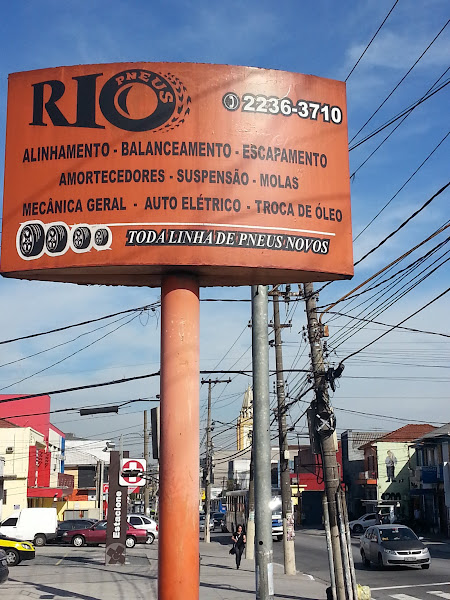 RIO PNEUS
2236-3710
ALINHAMENTO - BALANCEAMENTO - ESCAPAMENTO
AMORTECEDORES - SUSPENSÃO - MOLAS
MECÂNICA GERAL - AUTO ELÉTRICO - TROCA DE ÓLEO
TODA LINHA DE PNEUS NOVOS
Estacione